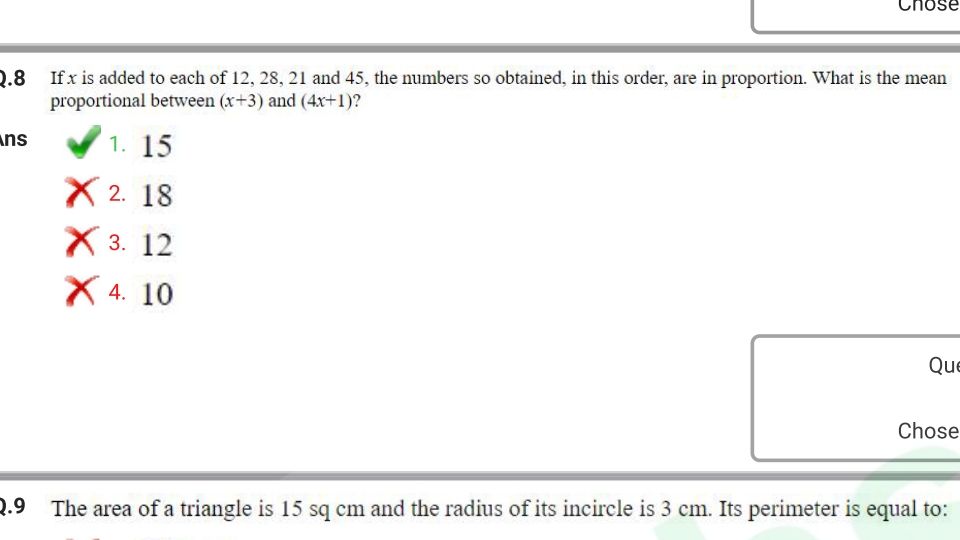 Chose
Q.8 If x is added to each of 12, 28, 21 and 45, the numbers so obtained, in this order, are in proportion. What is the mean
proportional between (x+3) and (4x+1)?
Ans
1. 15
2. 18
3. 12
4. 10
Que
Chose
Q.9 The area of a triangle is 15 sq cm and the radius of its incircle is 3 cm. Its perimeter is equal to: